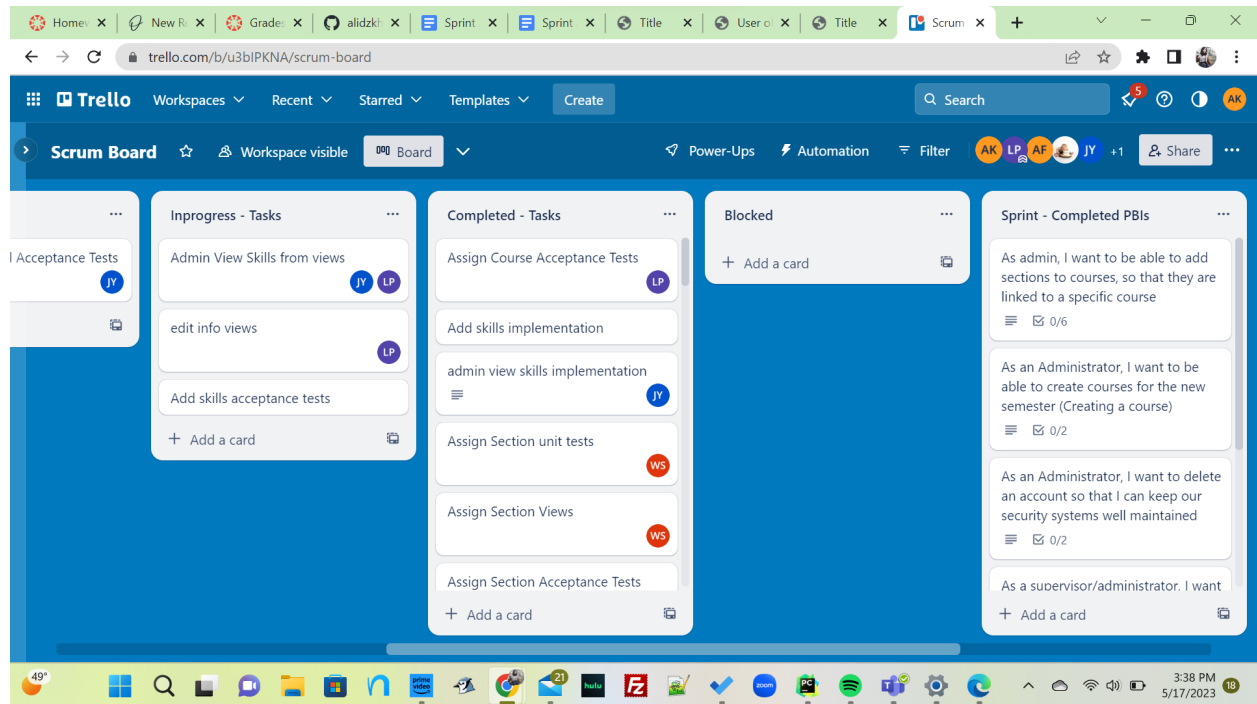 Homew
New R
Grades
alidzkh
Sprint
Sprint
Title
User o
Title
Scrum
trello.com/b/u3bIPKNA/scrum-board
Trello
Workspaces
Recent
Starred
Templates
Create
Search
5
AK
Scrum Board
Workspace visible
Board
Power-Ups
Automation
Filter
AK
LP
AF
JY
+1
Share
Acceptance Tests
JY
Inprogress - Tasks
Admin View Skills from views
JY
LP
edit info views
LP
Add skills acceptance tests
+ Add a card
Completed - Tasks
Assign Course Acceptance Tests
LP
Add skills implementation
admin view skills implementation
JY
Assign Section unit tests
WS
Assign Section Views
WS
Assign Section Acceptance Tests
+ Add a card
Blocked
+ Add a card
Sprint - Completed PBIs
As admin, I want to be able to add
sections to courses, so that they are
linked to a specific course
0/6
As an Administrator, I want to be
able to create courses for the new
semester (Creating a course)
0/2
As an Administrator, I want to delete
an account so that I can keep our
security systems well maintained
0/2
As a supervisor/administrator, I want
+ Add a card
49°
prime
video
21
hulu
zoom
PC
3:38 PM
5/17/2023
18